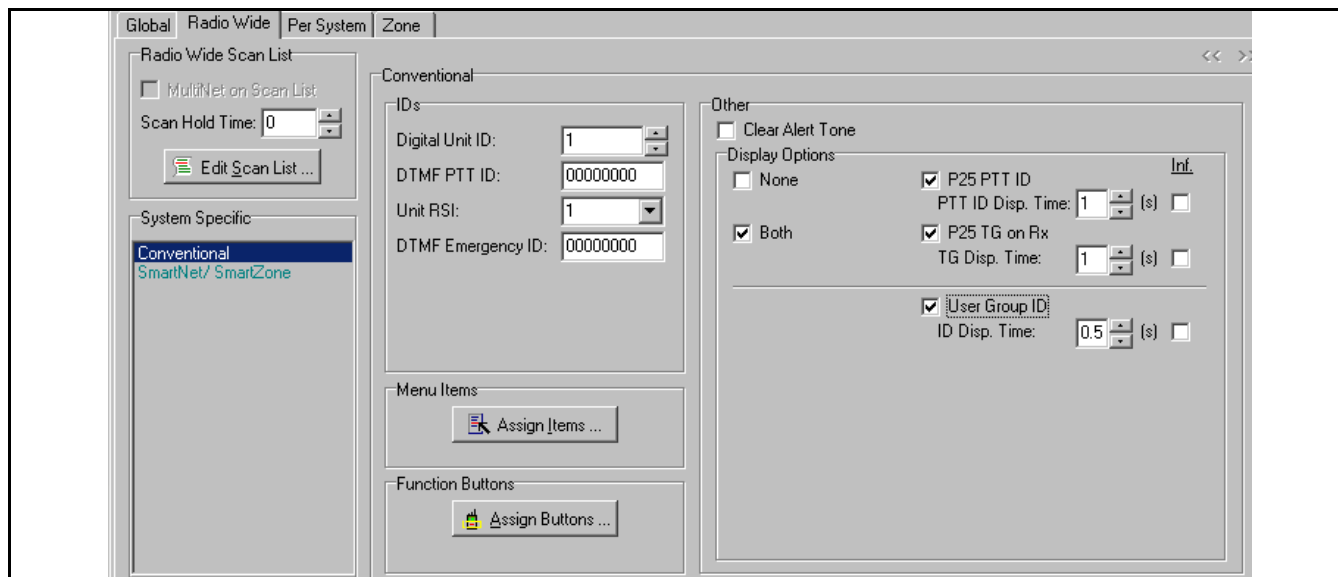 Global Radio Wide Per System Zone
Radio Wide Scan List
MultiNet on Scan List
Scan Hold Time: 0
Edit Scan List ...
System Specific
Conventional
SmartNet/ SmartZone
<< >>
Conventional
IDs
Digital Unit ID: 1
DTMF PTT ID: 00000000
Unit RSI: 1
DTMF Emergency ID: 00000000
Menu Items
Assign Items ...
Function Buttons
Assign Buttons ...
Other
Clear Alert Tone
Display Options
Inf.
None
P25 PTT ID
PTT ID Disp. Time: 1 (s)
Both
P25 TG on Rx
TG Disp. Time: 1 (s)
User Group ID
ID Disp. Time: 0.5 (s)